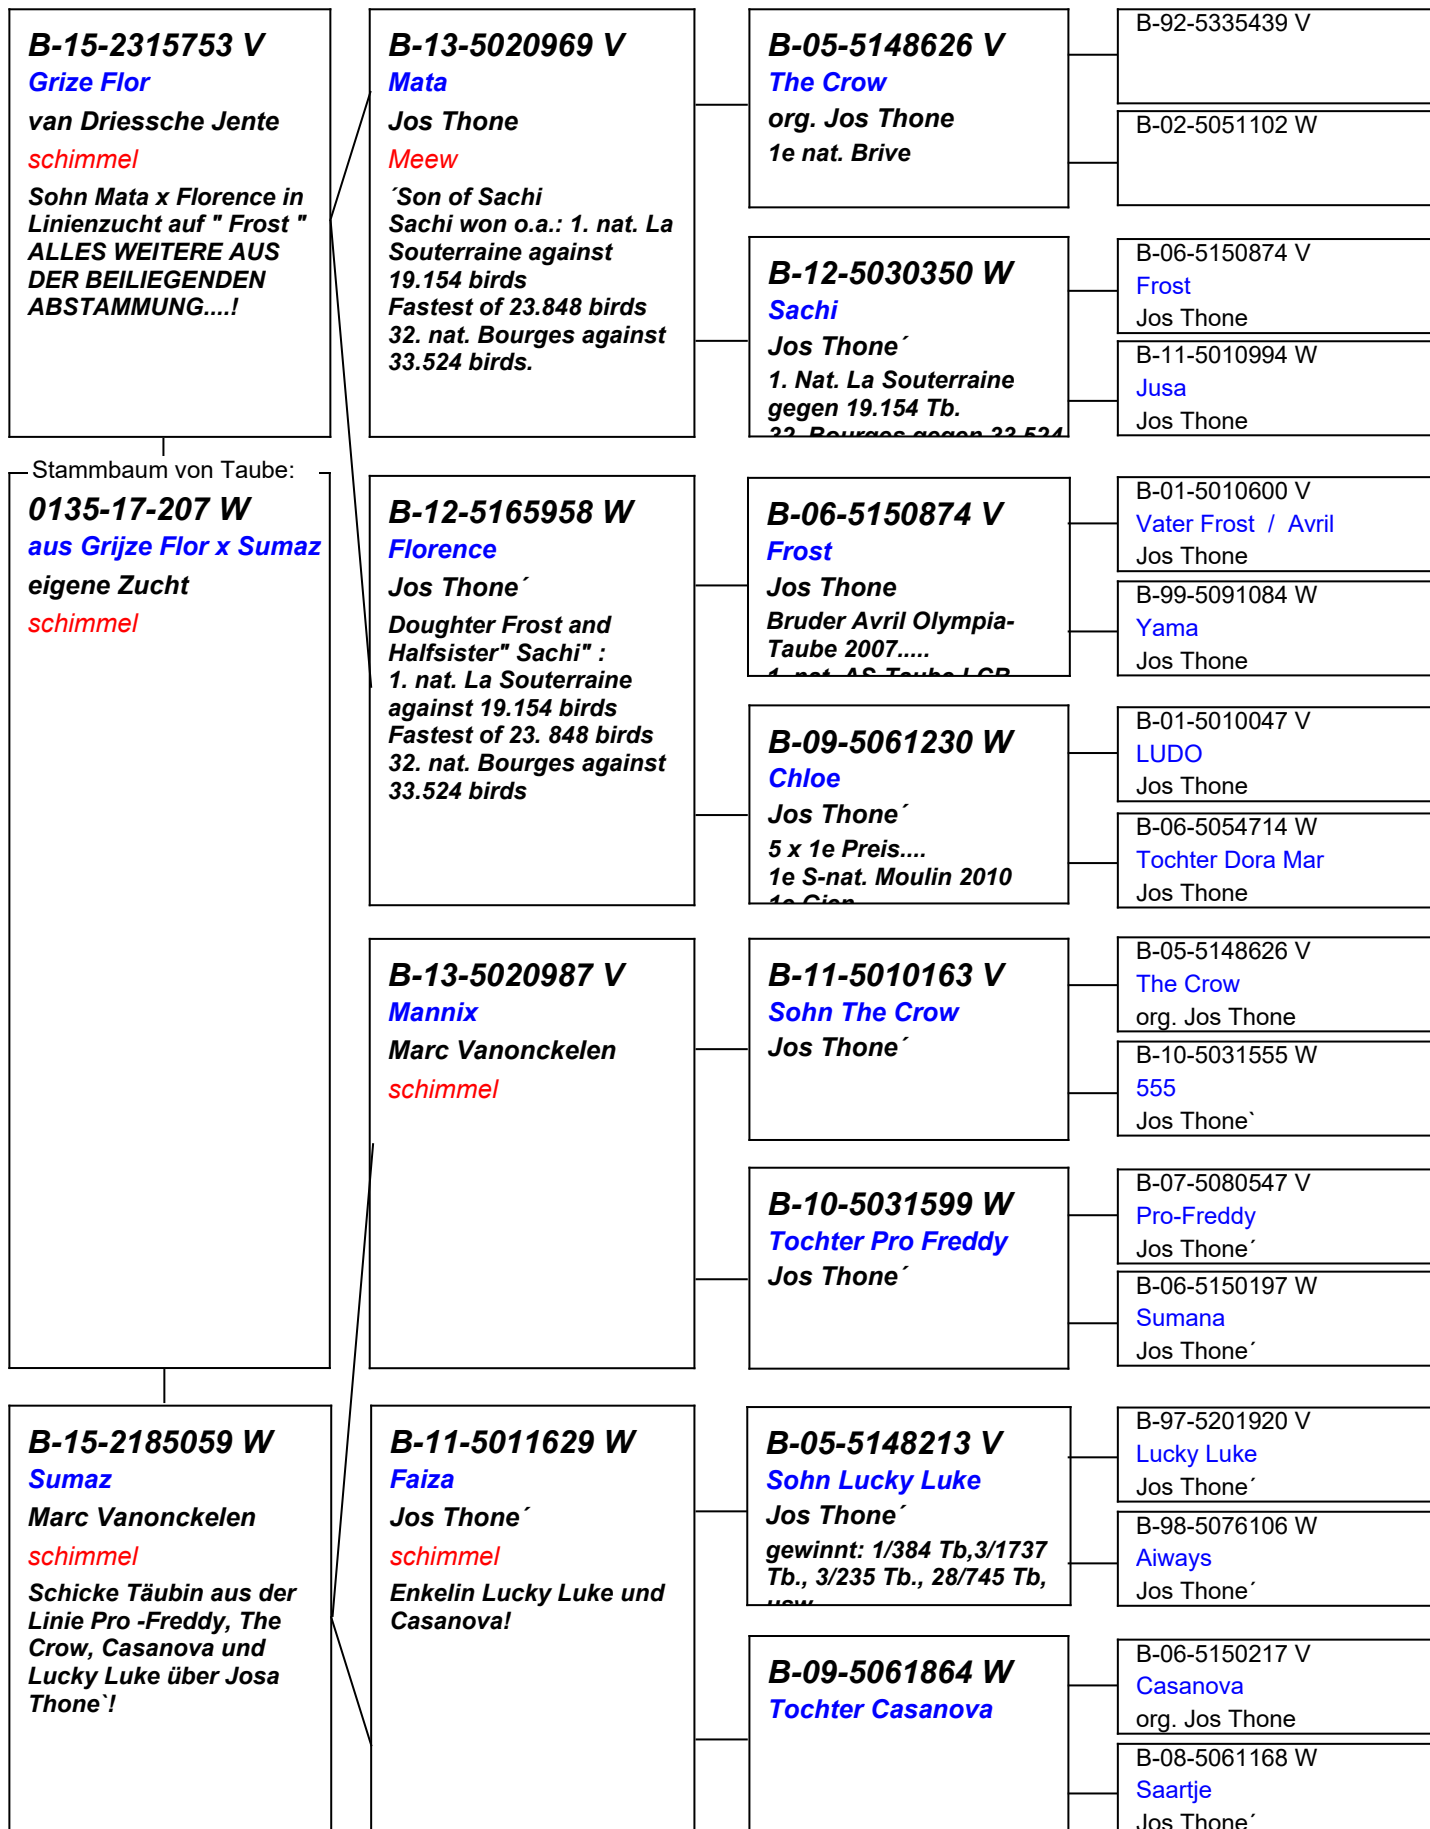 B-15-2315753 V
Grize Flor
van Driessche Jente
schimmel
Sohn Mata x Florence in
Linienzucht auf " Frost "
ALLES WEITERE AUS
DER BEILIEGENDEN
ABSTAMMUNG....!
Stammbaum von Taube:
0135-17-207 W
aus Grijze Flor x Sumaz
eigene Zucht
schimmel
B-15-2185059 W
Sumaz
Marc Vanonckelen
schimmel
Schicke Täubin aus der
Linie Pro -Freddy, The
Crow, Casanova und
Lucky Luke über Josa
Thone`!
B-13-5020969 V
Mata
Jos Thone
Meew
´Son of Sachi
Sachi won o.a.: 1. nat. La
Souterraine against
19.154 birds
Fastest of 23.848 birds
32. nat. Bourges against
33.524 birds.
B-12-5165958 W
Florence
Jos Thone´
Doughter Frost and
Halfsister" Sachi" :
1. nat. La Souterraine
against 19.154 birds
Fastest of 23. 848 birds
32. nat. Bourges against
33.524 birds
B-13-5020987 V
Mannix
Marc Vanonckelen
schimmel
B-11-5011629 W
Faiza
Jos Thone´
schimmel
Enkelin Lucky Luke und
Casanova!
B-05-5148626 V
The Crow
org. Jos Thone
1e nat. Brive
B-12-5030350 W
Sachi
Jos Thone´
1. Nat. La Souterraine
gegen 19.154 Tb.
32. Bourges gegen 33.524
B-06-5150874 V
Frost
Jos Thone
Bruder Avril Olympia-
Taube 2007.....
1. nat. AS-Taube LCB
B-09-5061230 W
Chloe
Jos Thone´
5 x 1e Preis....
1e S-nat. Moulin 2010
1e Gien
B-11-5010163 V
Sohn The Crow
Jos Thone´
B-10-5031599 W
Tochter Pro Freddy
Jos Thone´
B-05-5148213 V
Sohn Lucky Luke
Jos Thone´
gewinnt: 1/384 Tb,3/1737
Tb., 3/235 Tb., 28/745 Tb,
usw
B-09-5061864 W
Tochter Casanova
B-92-5335439 V
B-02-5051102 W
B-06-5150874 V
Frost
Jos Thone
B-11-5010994 W
Jusa
Jos Thone
B-01-5010600 V
Vater Frost / Avril
Jos Thone
B-99-5091084 W
Yama
Jos Thone
B-01-5010047 V
LUDO
Jos Thone
B-06-5054714 W
Tochter Dora Mar
Jos Thone
B-05-5148626 V
The Crow
org. Jos Thone
B-10-5031555 W
555
Jos Thone`
B-07-5080547 V
Pro-Freddy
Jos Thone´
B-06-5150197 W
Sumana
Jos Thone´
B-97-5201920 V
Lucky Luke
Jos Thone´
B-98-5076106 W
Aiways
Jos Thone´
B-06-5150217 V
Casanova
org. Jos Thone
B-08-5061168 W
Saartje
Jos Thone´